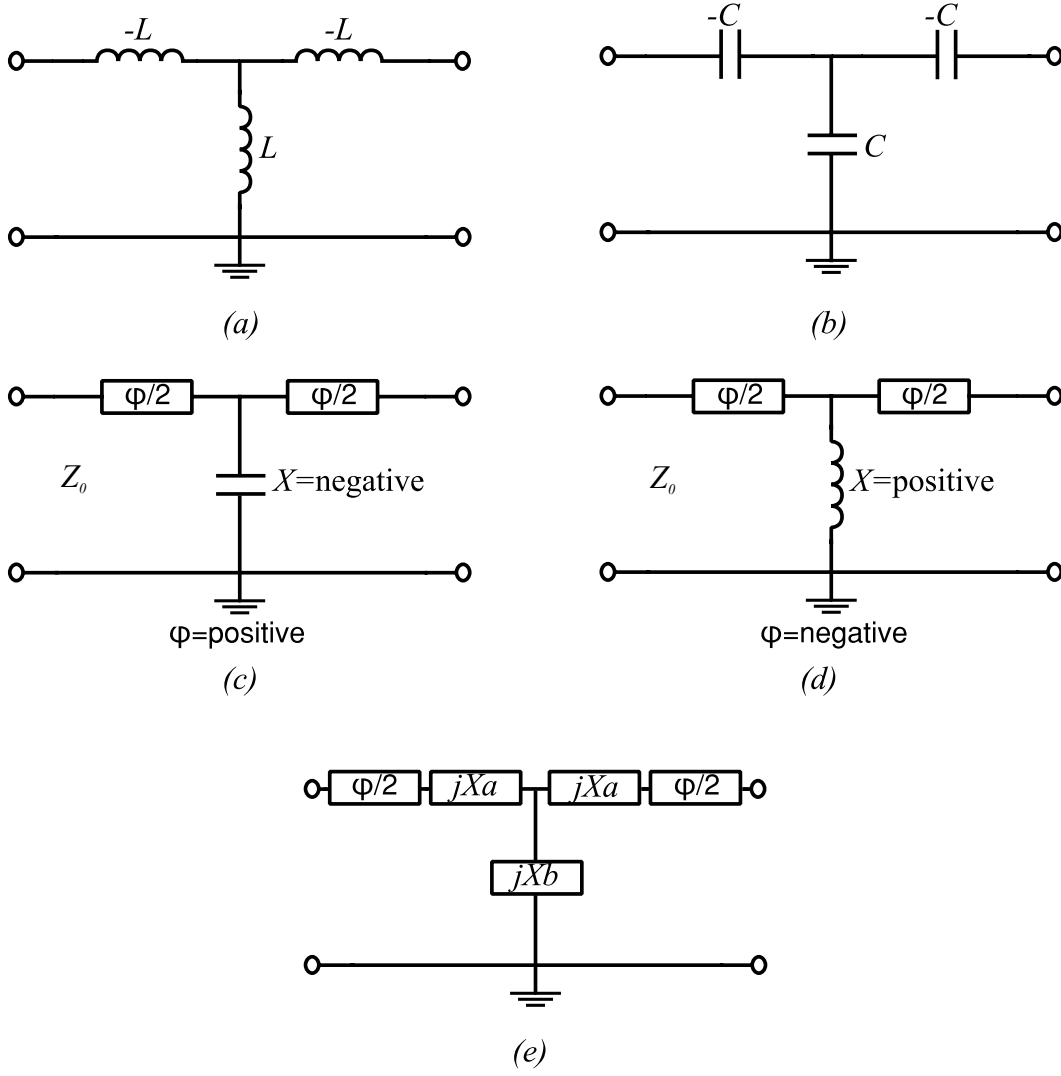 -L -L
L
(a)
-C -C
C
(b)
φ/2 φ/2
Z₀ X=negative
φ=positive
(c)
φ/2 φ/2
Z₀ X=positive
φ=negative
(d)
φ/2 jXa jXa φ/2
jXb
(e)